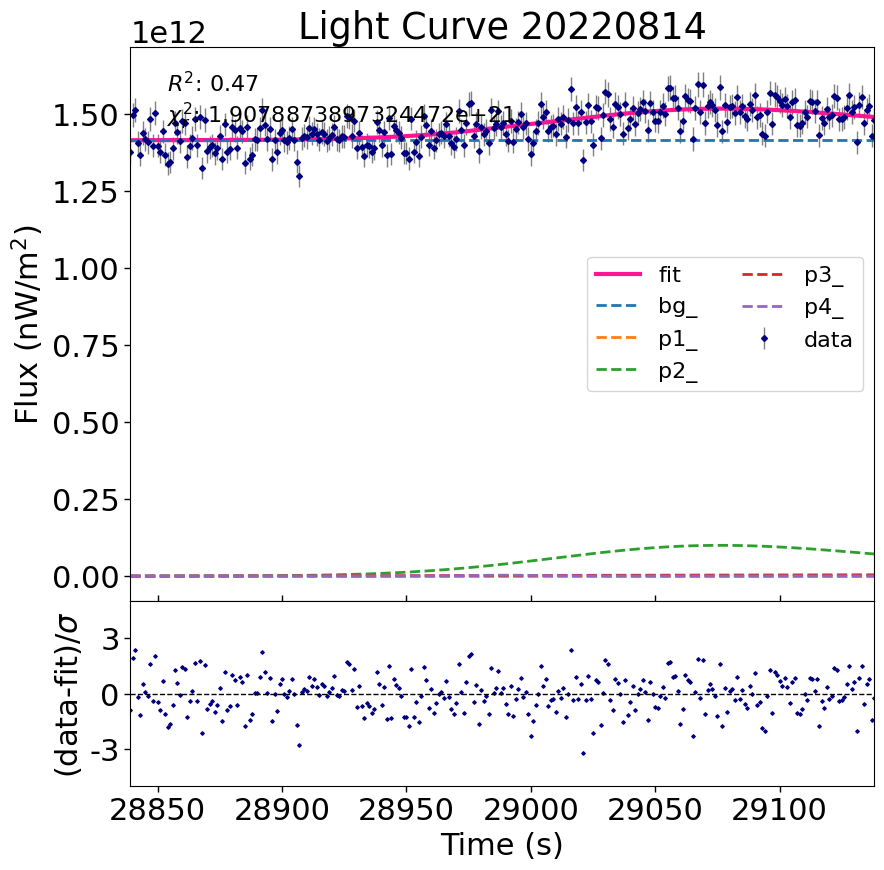 Light Curve 20220814
1e12
R²: 0.47
χ²: 1.9078873897324472e+21
1.50
1.25
1.00
0.75
0.50
0.25
0.00
Flux (nW/m²)
fit
bg_
p1_
p2_
p3_
p4_
data
3
0
-3
(data-fit)/σ
28850 28900 28950 29000 29050 29100
Time (s)